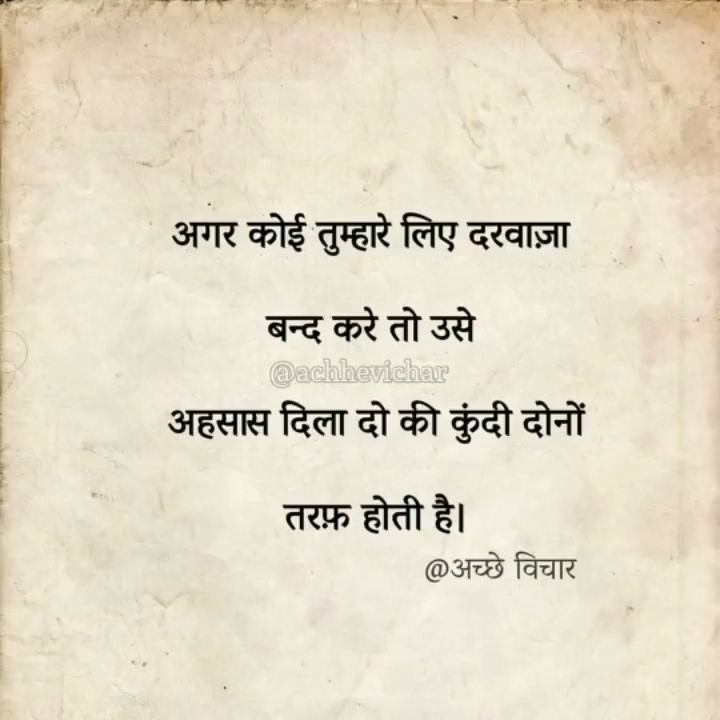 अगर कोई तुम्हारे लिए दरवाज़ा
बन्द करे तो उसे
@achhevichar
अहसास दिला दो की कुंदी दोनों
तरफ़ होती है।
@अच्छे विचार